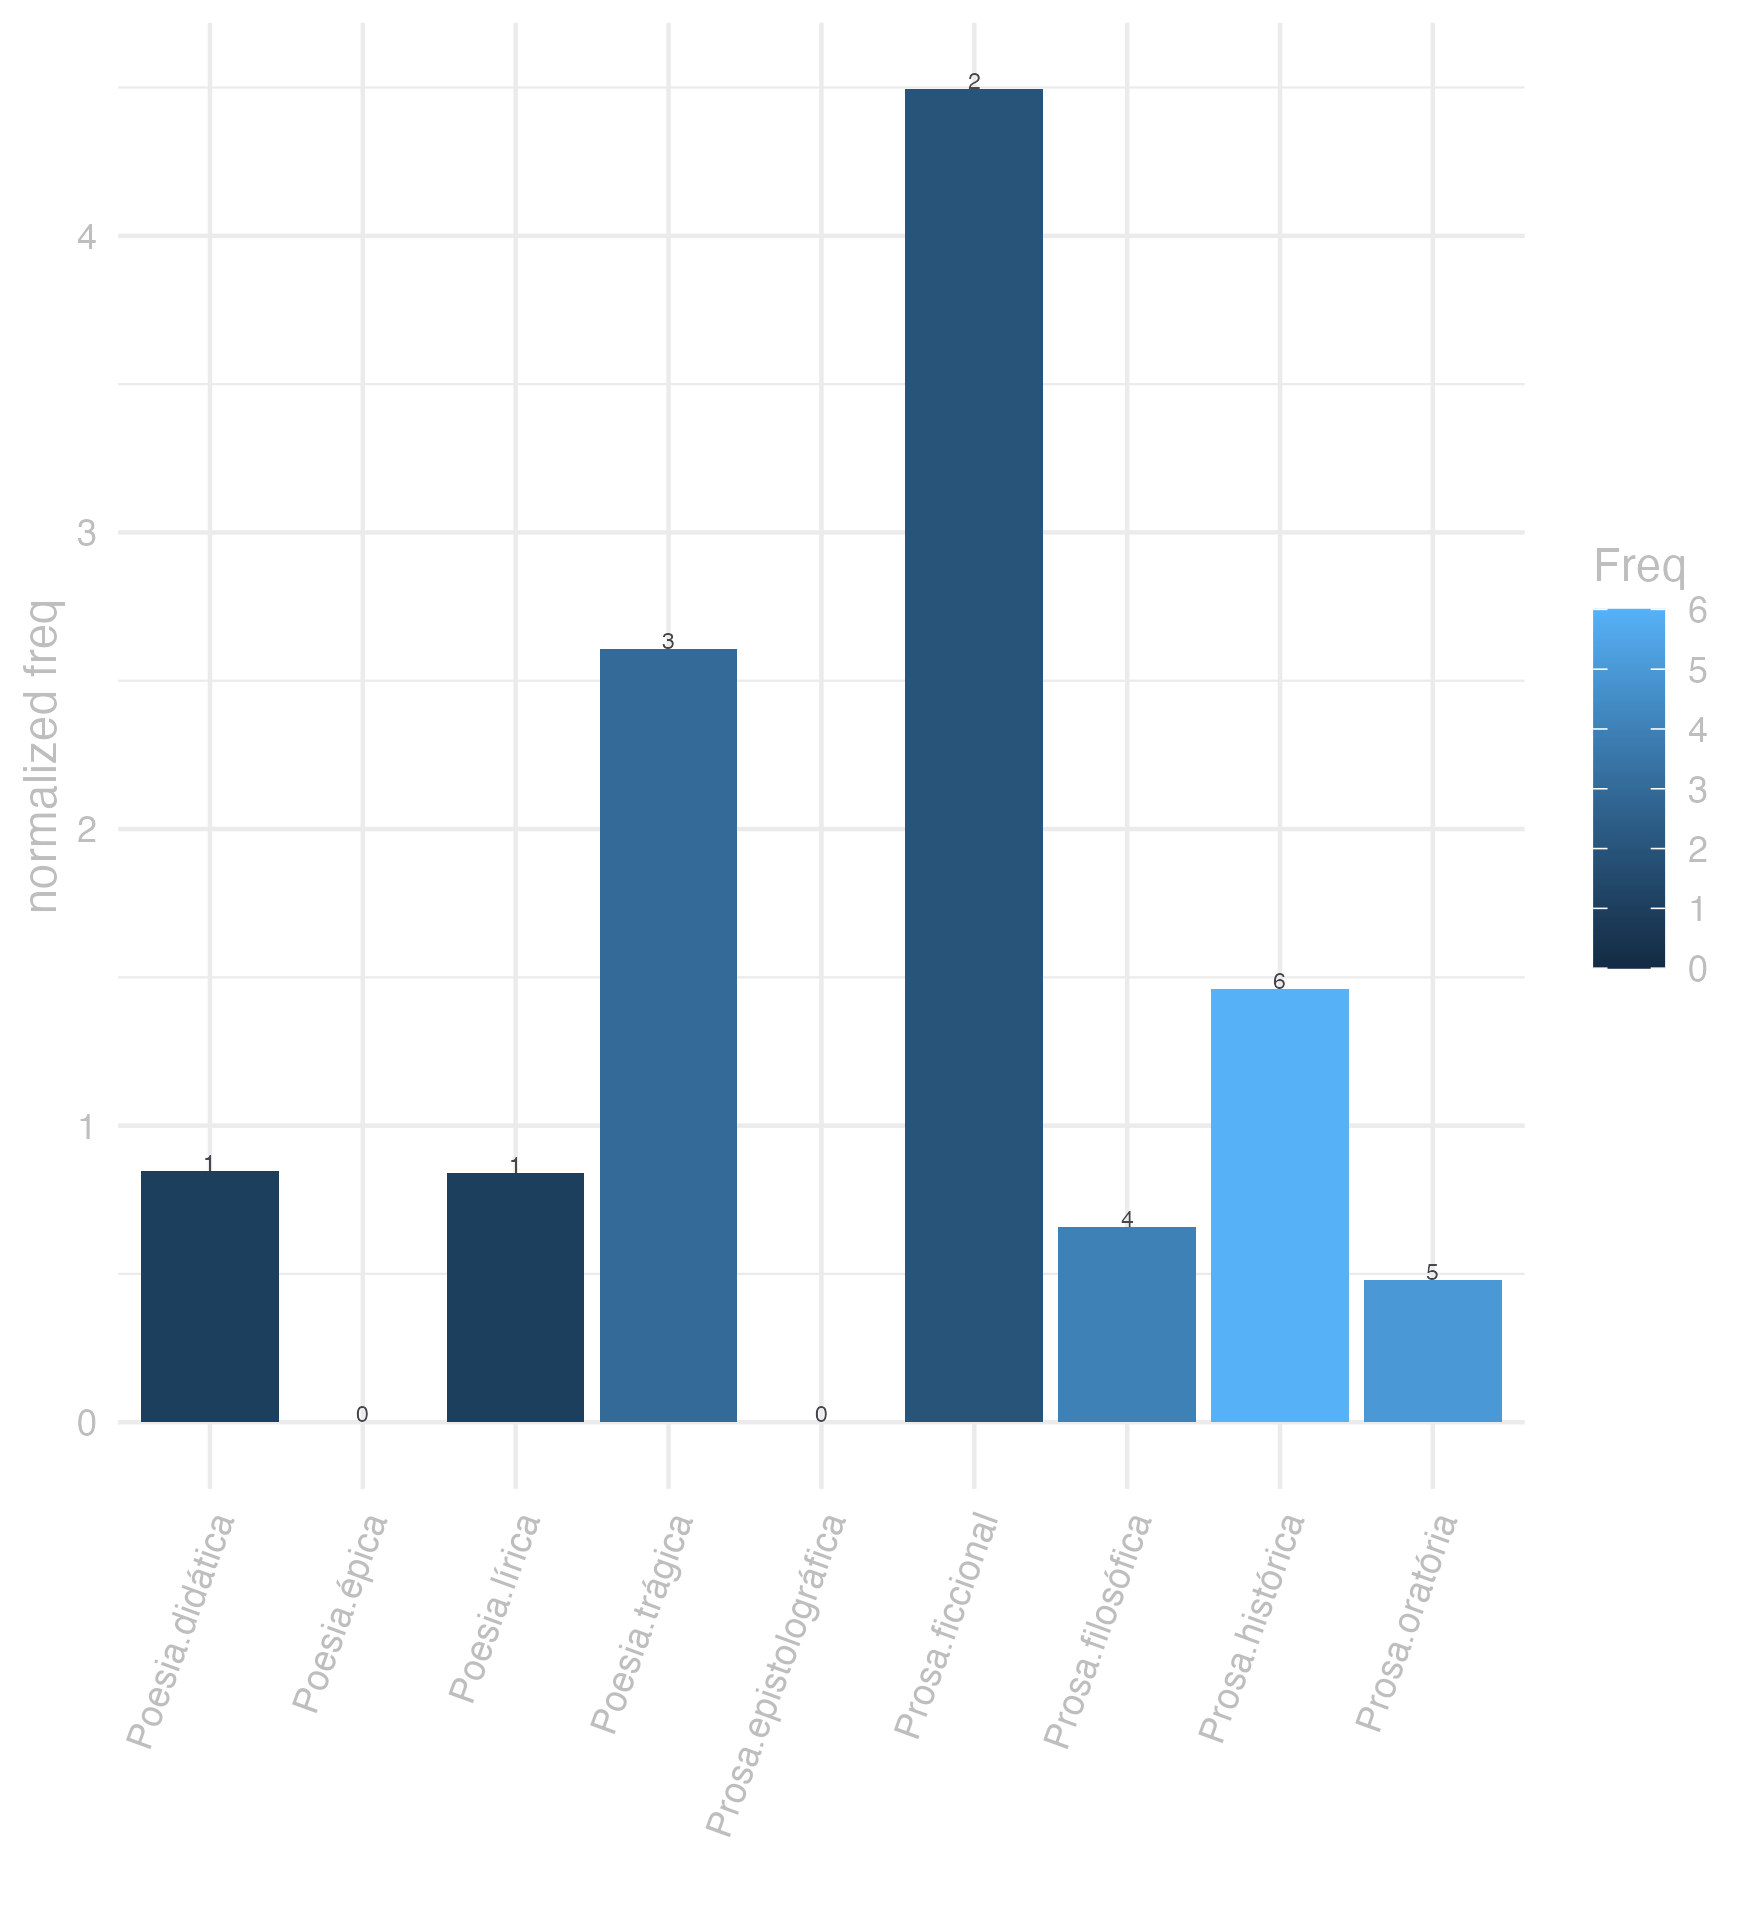 normalized freq
4
3
2
1
0
1
0
1
3
0
2
4
6
5
Poesia.didática
Poesia.épica
Poesia.lírica
Poesia.trágica
Prosa.epistolográfica
Prosa.ficcional
Prosa.filosófica
Prosa.histórica
Prosa.oratória
Freq
6
5
4
3
2
1
0